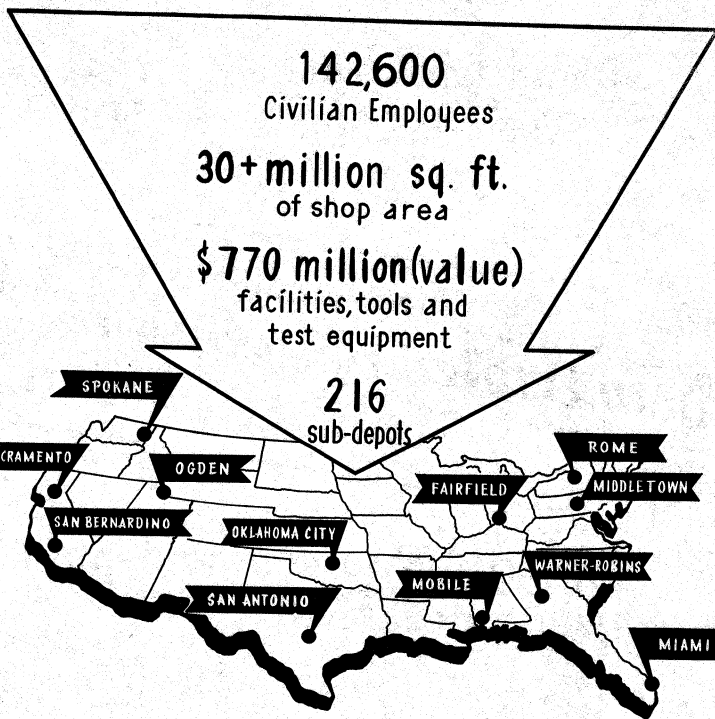 142,600
Civilian Employees
30+ million sq. ft.
of shop area
$770 million (value)
facilities, tools and
test equipment
216
sub-depots
SPOKANE
ROME
CRAMENTO
OGDEN
FAIRFIELD
MIDDLETOWN
SAN BERNARDINO
OKLAHOMA CITY
WARNER-ROBINS
MOBILE
SAN ANTONIO
MIAMI